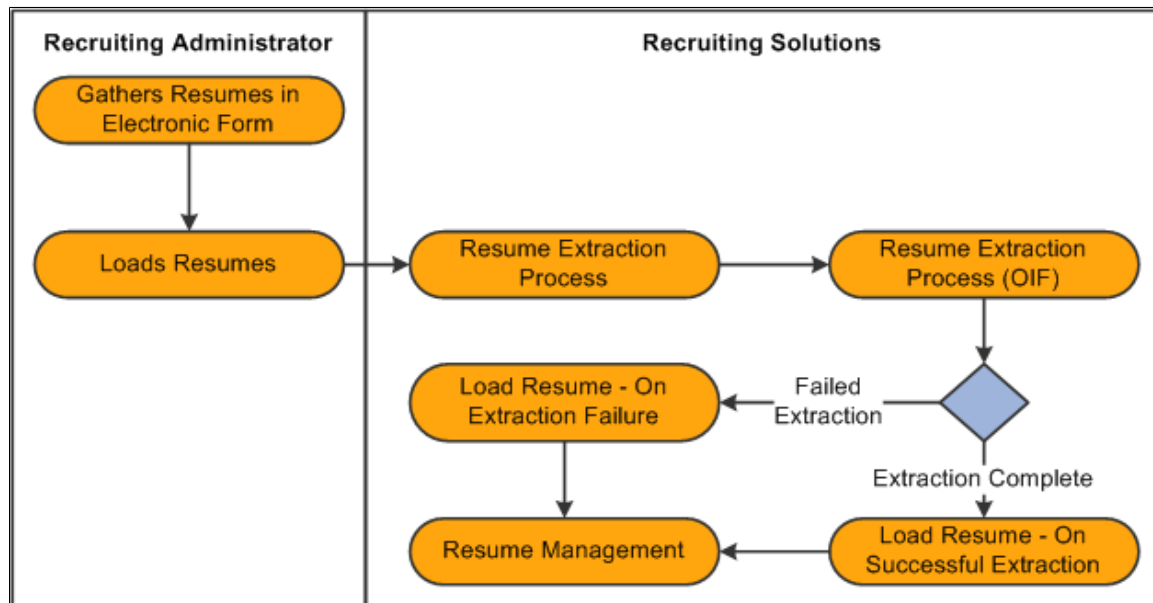 Recruiting Administrator
Recruiting Solutions
Gathers Resumes in
Electronic Form
Loads Resumes
Resume Extraction
Process
Resume Extraction
Process (OIF)
Load Resume - On
Extraction Failure
Failed
Extraction
Extraction Complete
Resume Management
Load Resume - On
Successful Extraction